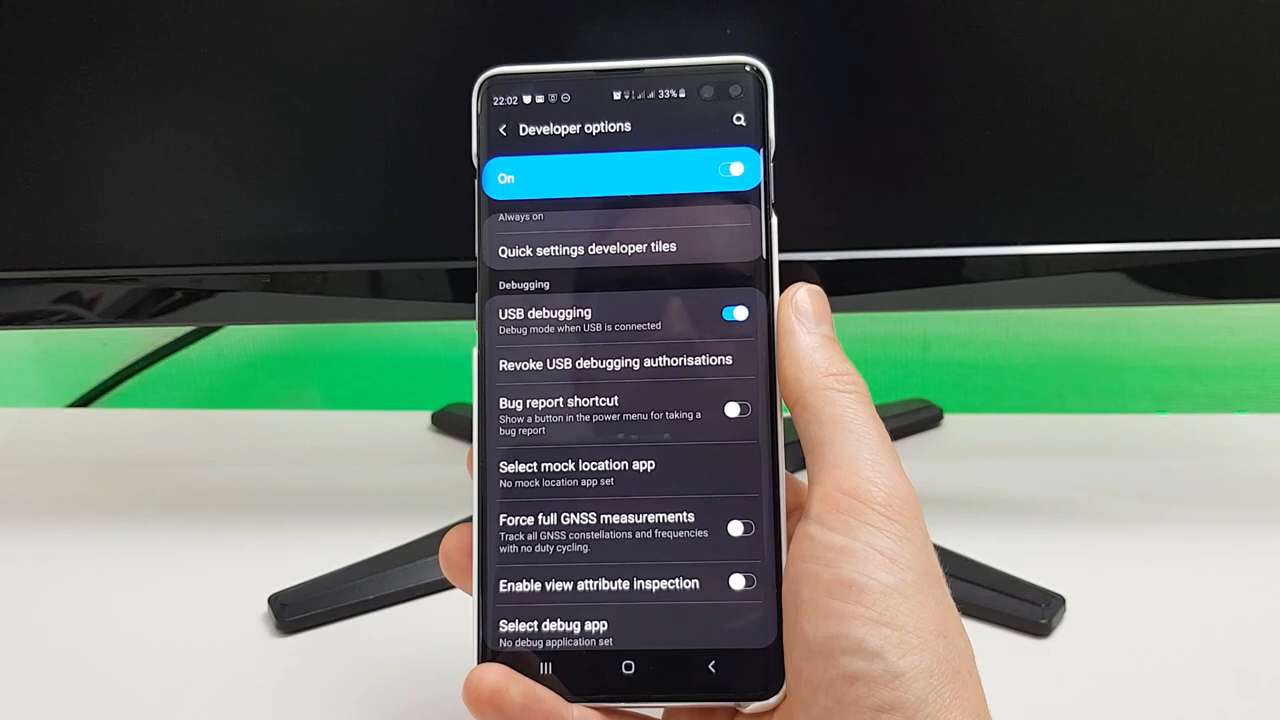 22:02 33%
Developer options
On
Always on
Quick settings developer tiles
Debugging
USB debugging
Debug mode when USB is connected
Revoke USB debugging authorisations
Bug report shortcut
Show a button in the power menu for taking a
bug report
Select mock location app
No mock location app set
Force full GNSS measurements
Track all GNSS constellations and frequencies
with no duty cycling.
Enable view attribute inspection
Select debug app
No debug application set